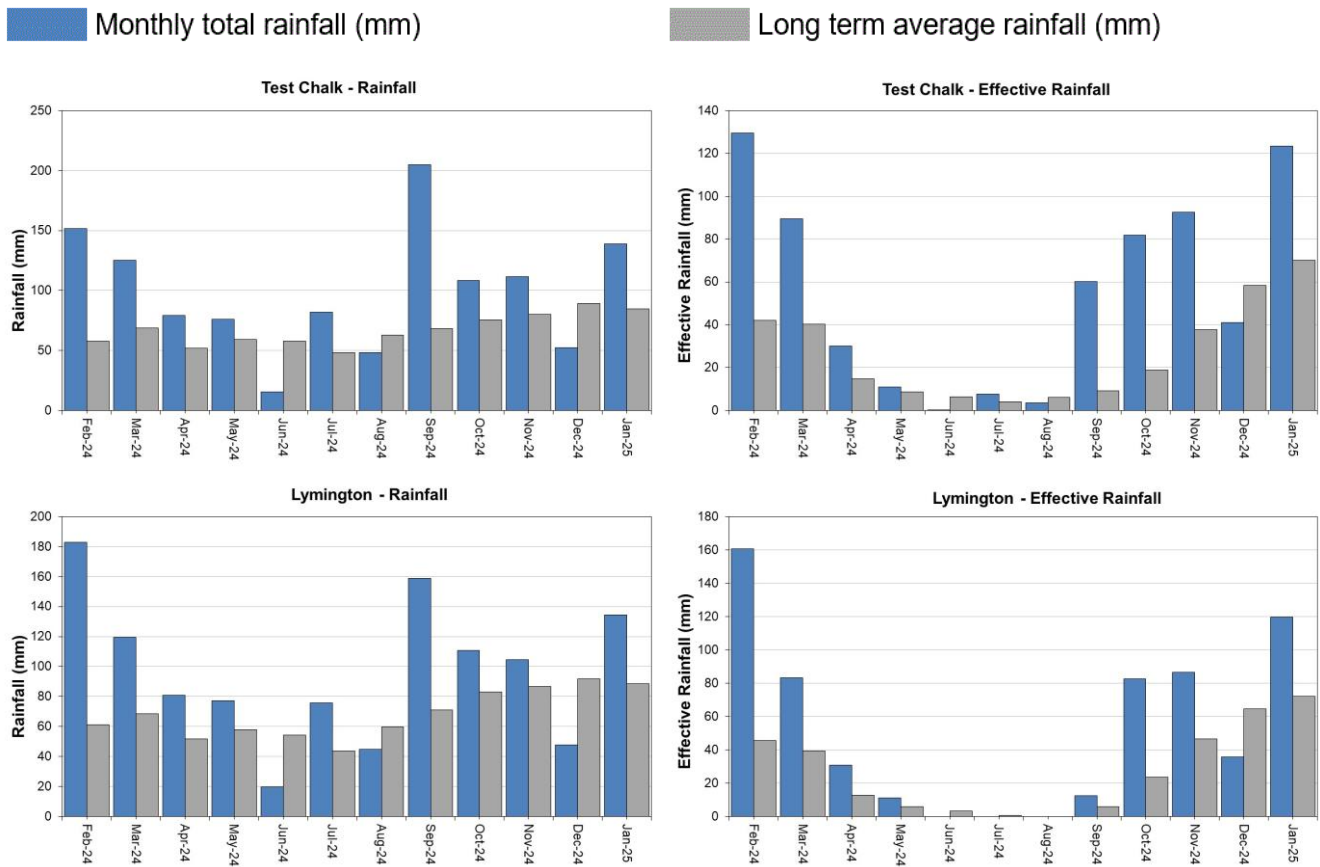 Monthly total rainfall (mm)
Long term average rainfall (mm)
Test Chalk - Rainfall
Rainfall (mm)
250
200
150
100
50
0
Feb-24
Mar-24
Apr-24
May-24
Jun-24
Jul-24
Aug-24
Sep-24
Oct-24
Nov-24
Dec-24
Jan-25
Test Chalk - Effective Rainfall
Effective Rainfall (mm)
140
120
100
80
60
40
20
0
Feb-24
Mar-24
Apr-24
May-24
Jun-24
Jul-24
Aug-24
Sep-24
Oct-24
Nov-24
Dec-24
Jan-25
Lymington - Rainfall
Rainfall (mm)
200
180
160
140
120
100
80
60
40
20
0
Feb-24
Mar-24
Apr-24
May-24
Jun-24
Jul-24
Aug-24
Sep-24
Oct-24
Nov-24
Dec-24
Jan-25
Lymington - Effective Rainfall
Effective Rainfall (mm)
180
160
140
120
100
80
60
40
20
0
Feb-24
Mar-24
Apr-24
May-24
Jun-24
Jul-24
Aug-24
Sep-24
Oct-24
Nov-24
Dec-24
Jan-25